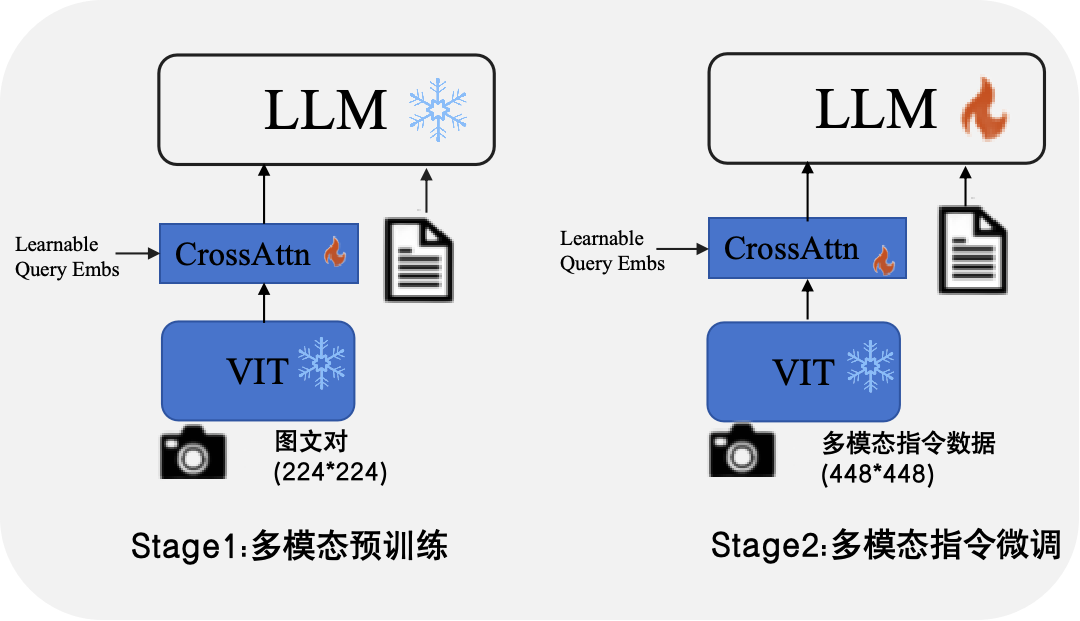 LLM
Learnable
Query Embs
CrossAttn
VIT
图文对
(224*224)
Stage1:多模态预训练
LLM
Learnable
Query Embs
CrossAttn
VIT
多模态指令数据
(448*448)
Stage2:多模态指令微调